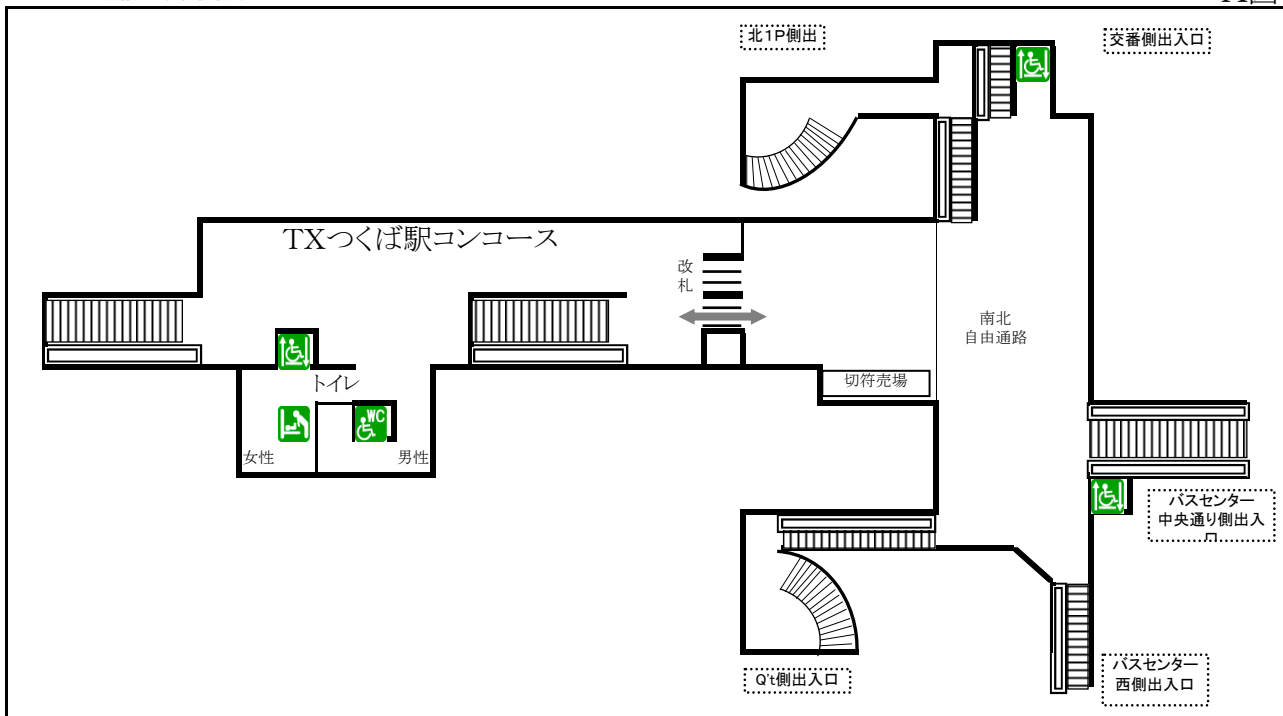 北1P側出
交番側出入口
TXつくば駅コンコース
改
札
南北
自由通路
切符売場
トイレ
WC
女性
男性
バスセンター
中央通り側出入
口
Q't側出入口
バスセンター
西側出入口